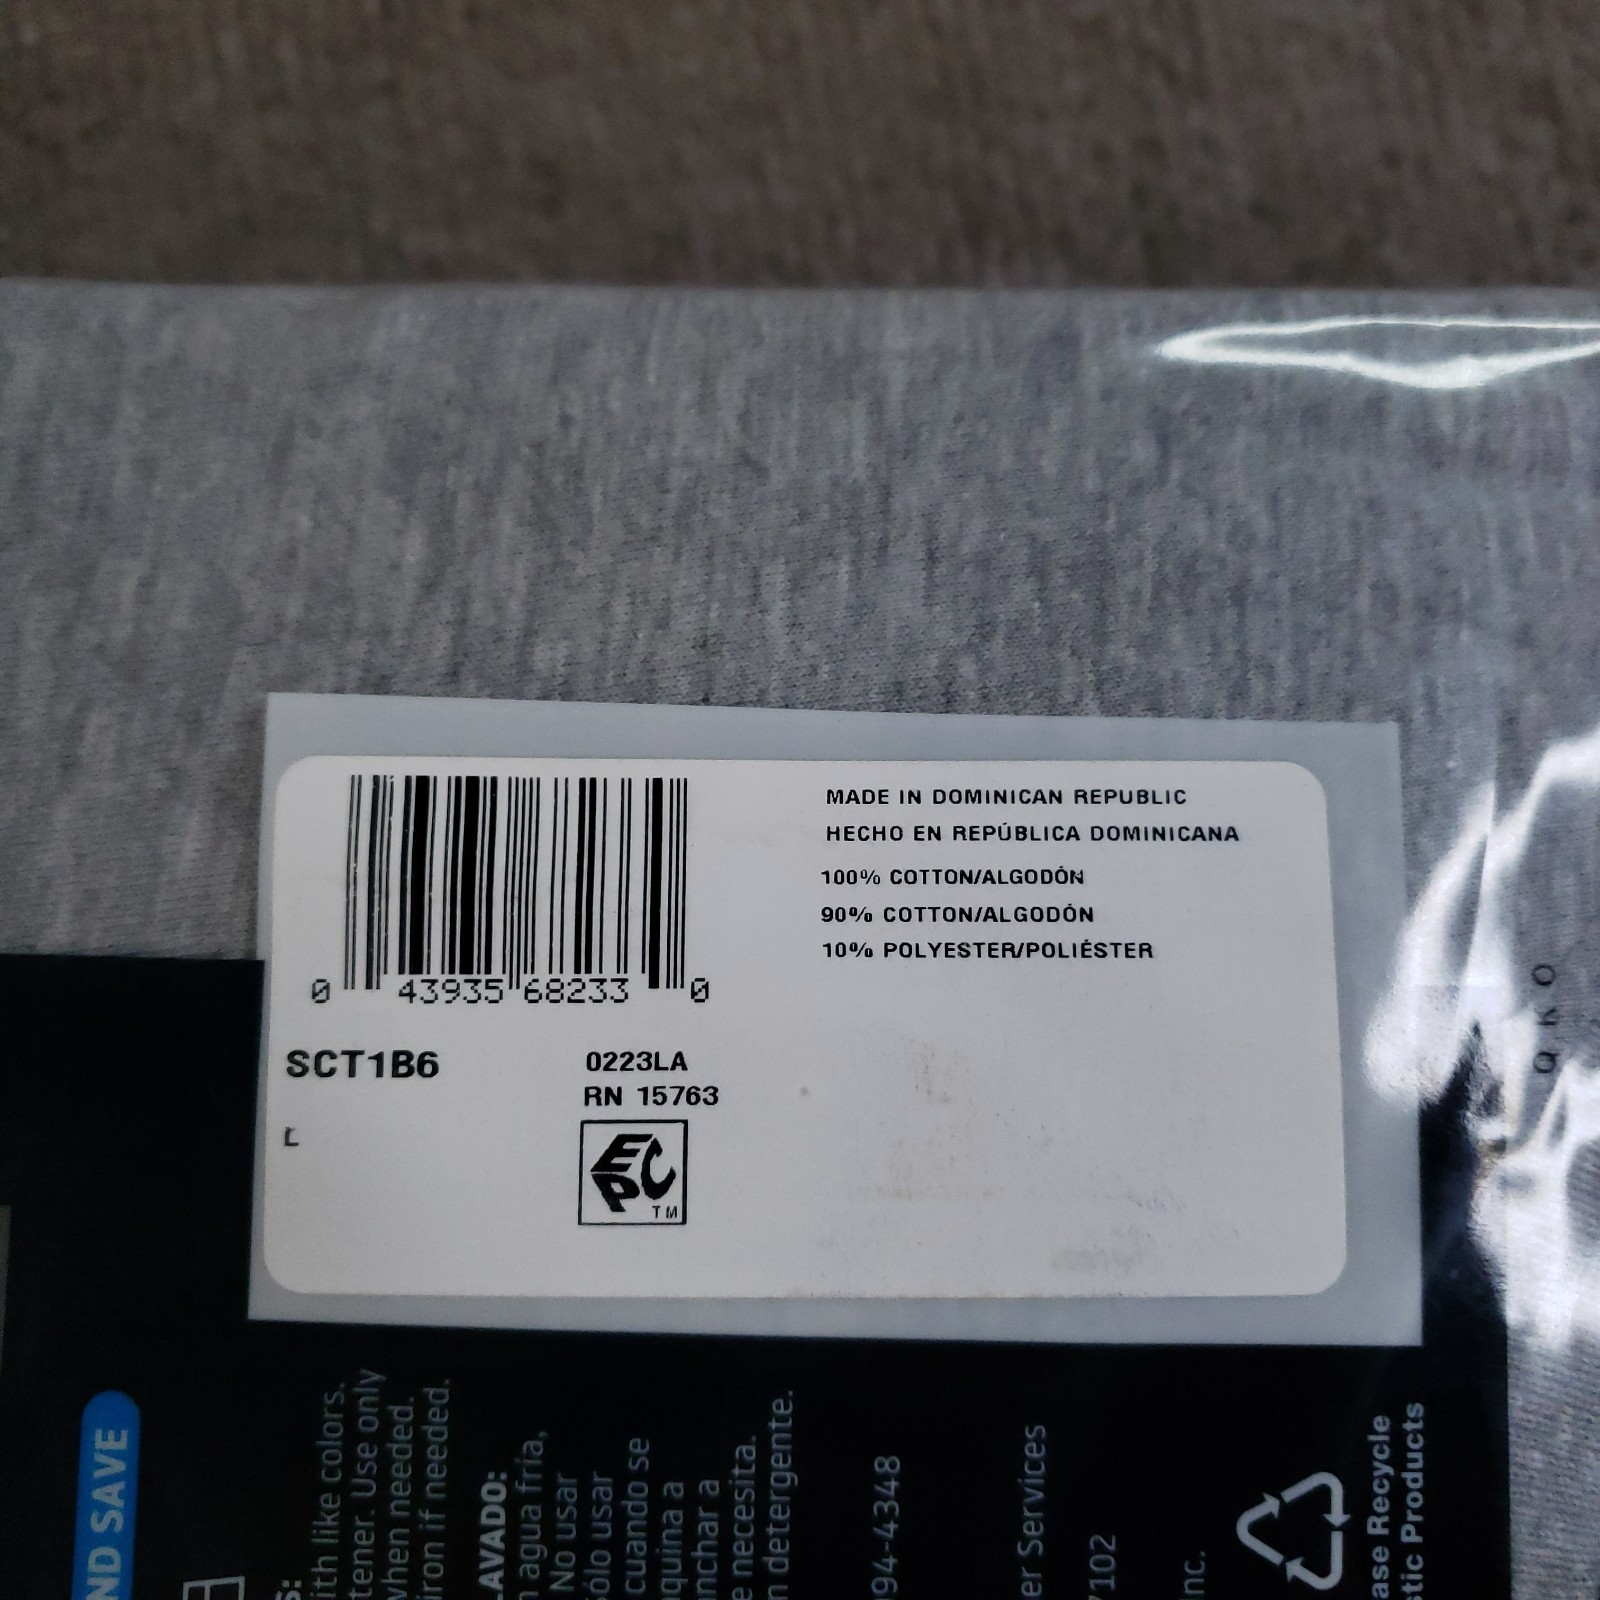 MADE IN DOMINICAN REPUBLIC
HECHO EN REPÚBLICA DOMINICANA
100% COTTON/ALGODÓN
90% COTTON/ALGODÓN
10% POLYESTER/POLIÉSTER
0 43935 68233 0
SCT1B6
0223LA
RN 15763
L
EPC
TM
QKO
ND SAVE
S:
ith like colors.
tener. Use only
when needed.
iron if needed.
LAVADO:
agua fría,
No usar
sólo usar
cuando se
quina a
nchar a
e necesita.
n detergente.
94-4348
er Services
7102
nc.
ase Recycle
stic Products